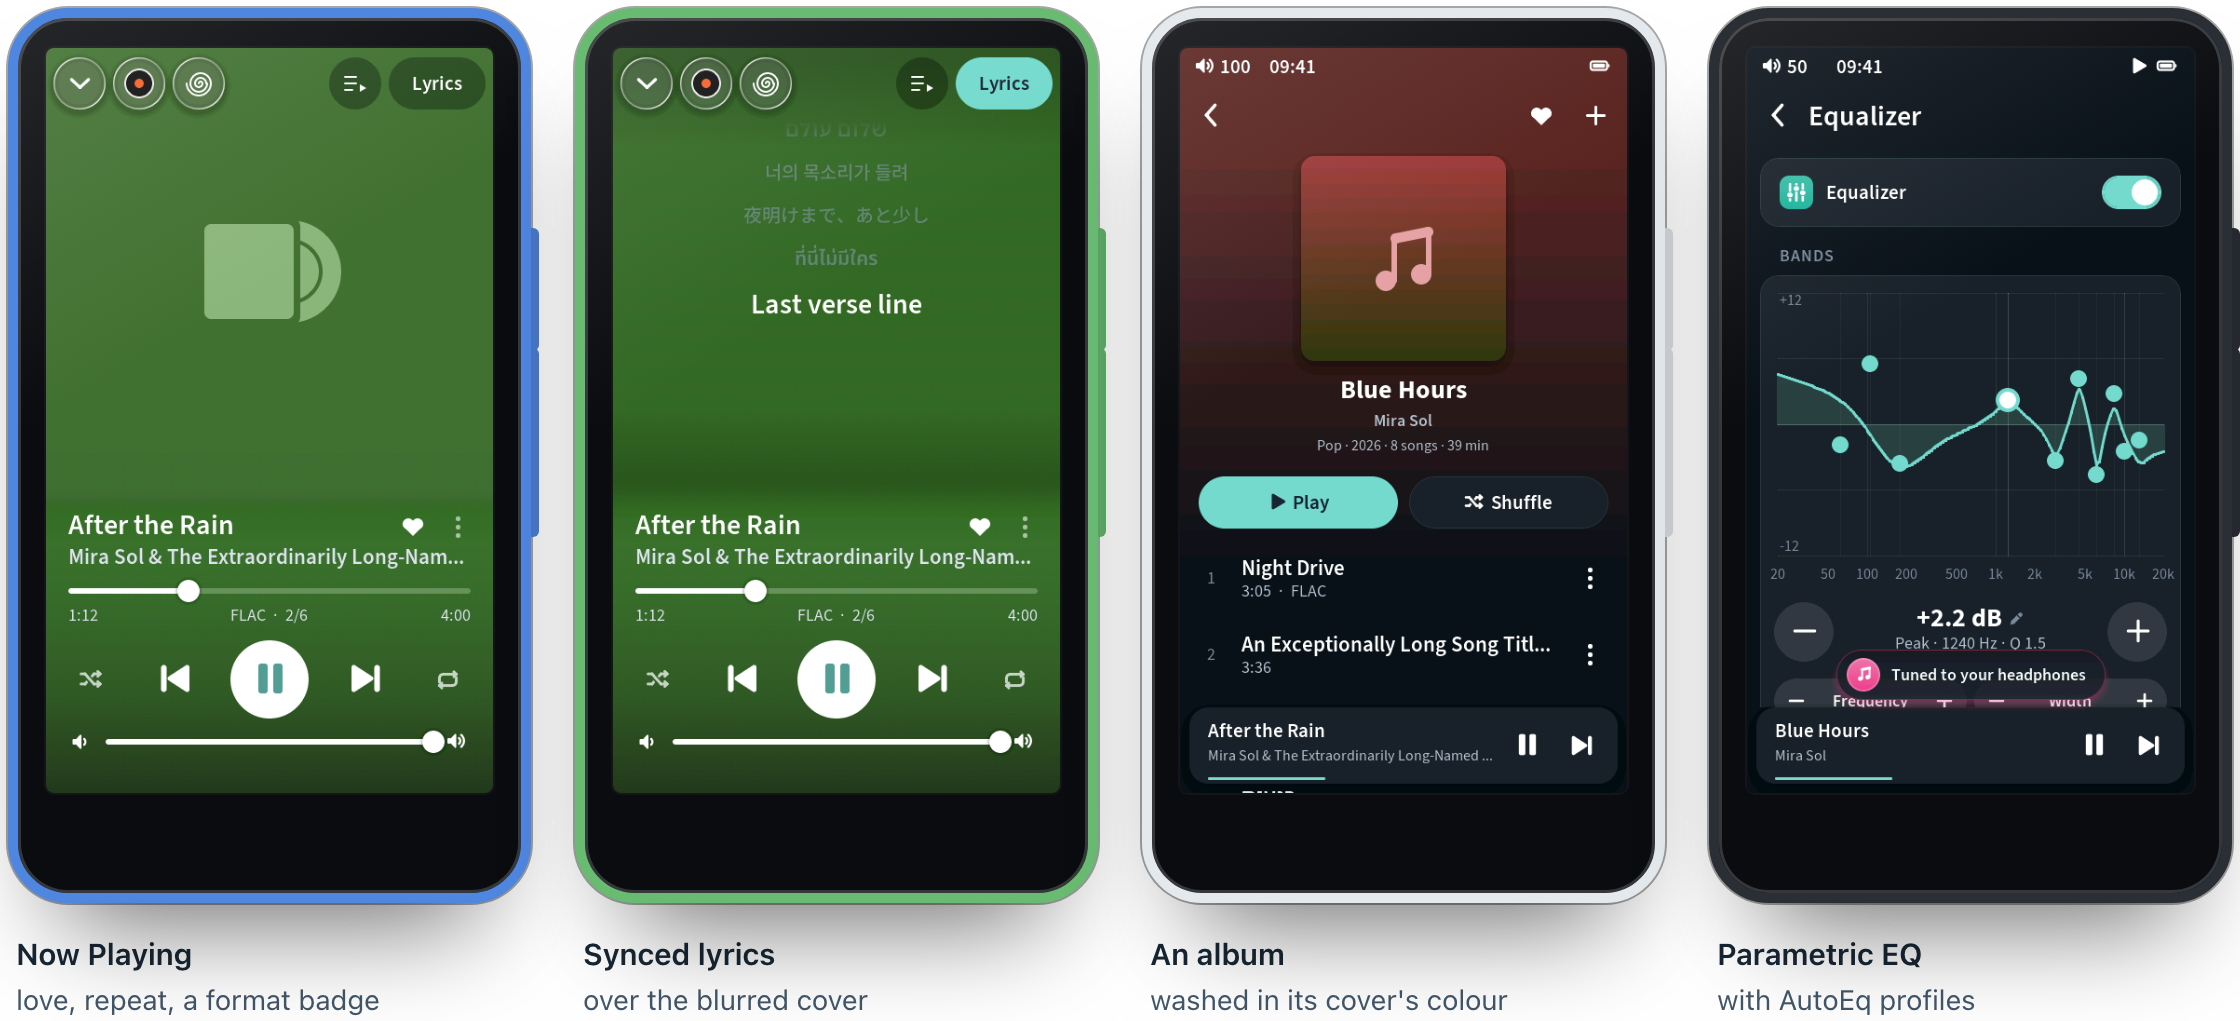 Lyrics
After the Rain
Mira Sol & The Extraordinarily Long-Nam...
1:12 FLAC · 2/6 4:00
Now Playing
love, repeat, a format badge
Lyrics
שלום עולם
너의 목소리가 들려
夜明けまで、あと少し
ที่นี่ไม่มีใคร
Last verse line
After the Rain
Mira Sol & The Extraordinarily Long-Nam...
1:12 FLAC · 2/6 4:00
Synced lyrics
over the blurred cover
100 09:41
Blue Hours
Mira Sol
Pop · 2026 · 8 songs · 39 min
Play Shuffle
1 Night Drive
3:05 · FLAC
2 An Exceptionally Long Song Titl...
3:36
After the Rain
Mira Sol & The Extraordinarily Long-Named ...
An album
washed in its cover's colour
50 09:41
Equalizer
Equalizer
BANDS
+12
-12
20 50 100 200 500 1k 2k 5k 10k 20k
+2.2 dB
Peak · 1240 Hz · Q 1.5
Tuned to your headphones
Frequency Width
Blue Hours
Mira Sol
Parametric EQ
with AutoEq profiles